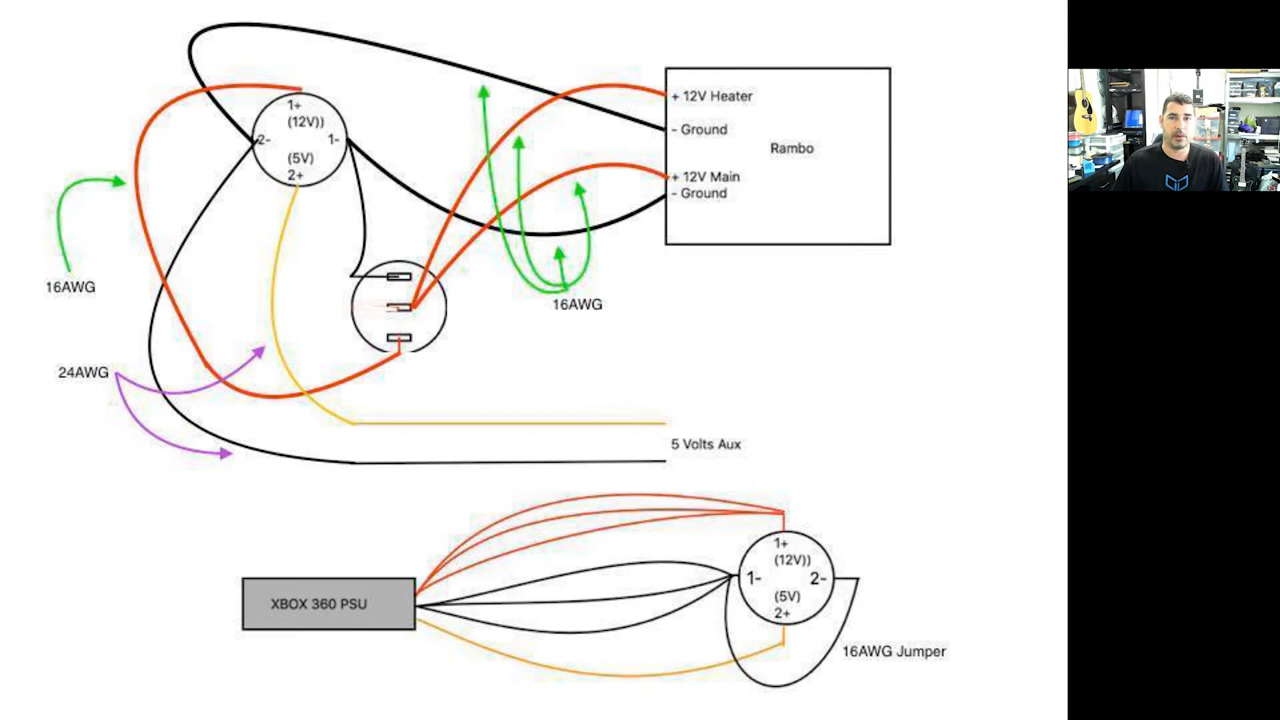 1+
(12V))
2-
1-
(5V)
2+
+ 12V Heater
- Ground
Rambo
+ 12V Main
- Ground
16AWG
16AWG
24AWG
5 Volts Aux
1+
(12V))
1-
2-
(5V)
2+
XBOX 360 PSU
16AWG Jumper